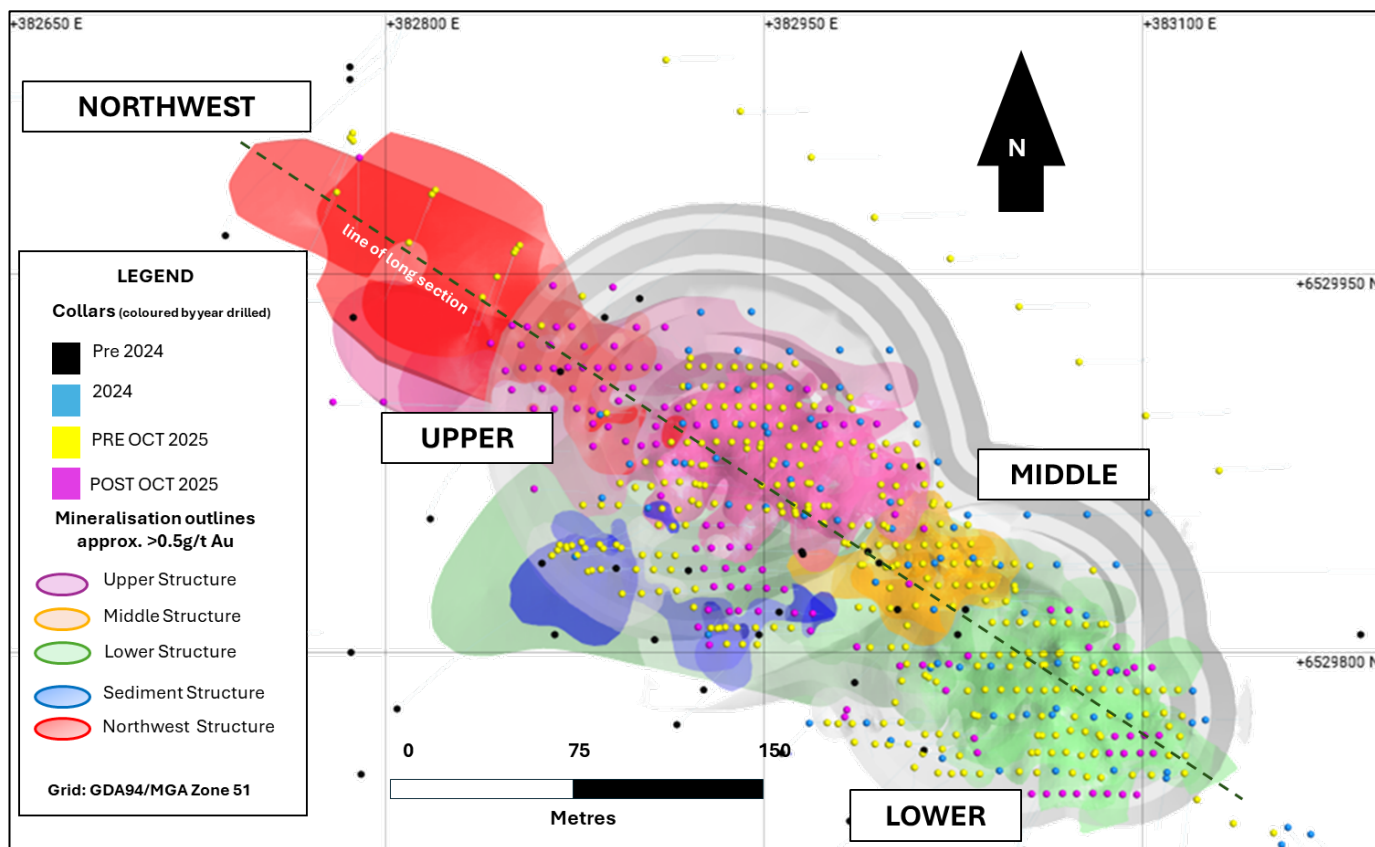 +382650 E
+382800 E
+382950 E
+383100 E
NORTHWEST
N
line of long section
+6529950 N
LEGEND
Collars (coloured by year drilled)
Pre 2024
2024
PRE OCT 2025
POST OCT 2025
Mineralisation outlines
approx. >0.5g/t Au
Upper Structure
Middle Structure
Lower Structure
Sediment Structure
Northwest Structure
Grid: GDA94/MGA Zone 51
UPPER
MIDDLE
+6529800 N
0 75 150
Metres
LOWER